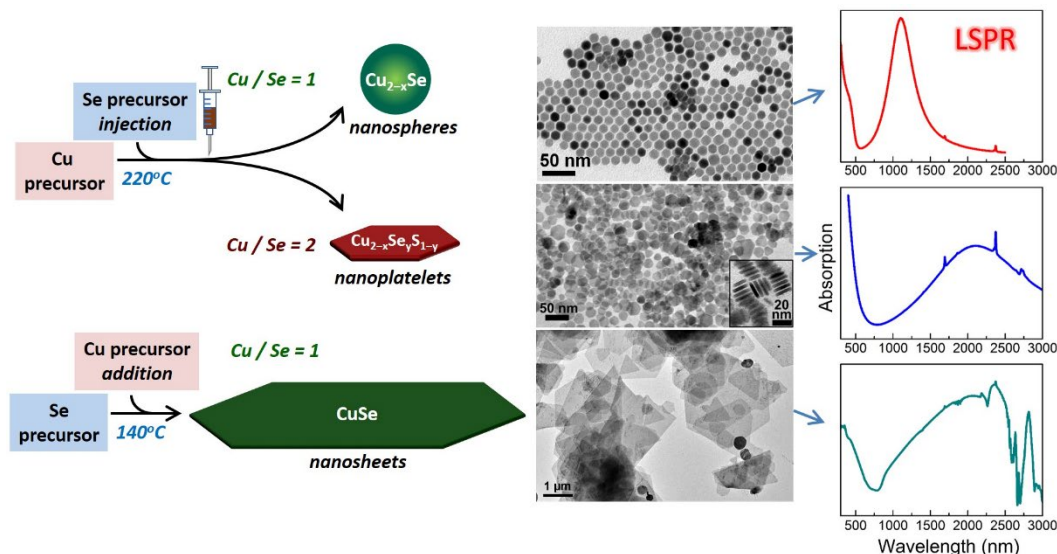 Cu / Se = 1
Cu₂₋ₓSe
nanospheres
Se precursor
injection
Cu
precursor
220°C
Cu / Se = 2
Cu₂₋ₓSeᵧS₁₋ᵧ
nanoplatelets
Cu precursor
addition
Cu / Se = 1
Se
precursor
140°C
CuSe
nanosheets
50 nm
50 nm
20
nm
1 µm
LSPR
500 1000 1500 2000 2500 3000
Absorption
500 1000 1500 2000 2500 3000
500 1000 1500 2000 2500 3000
Wavelength (nm)